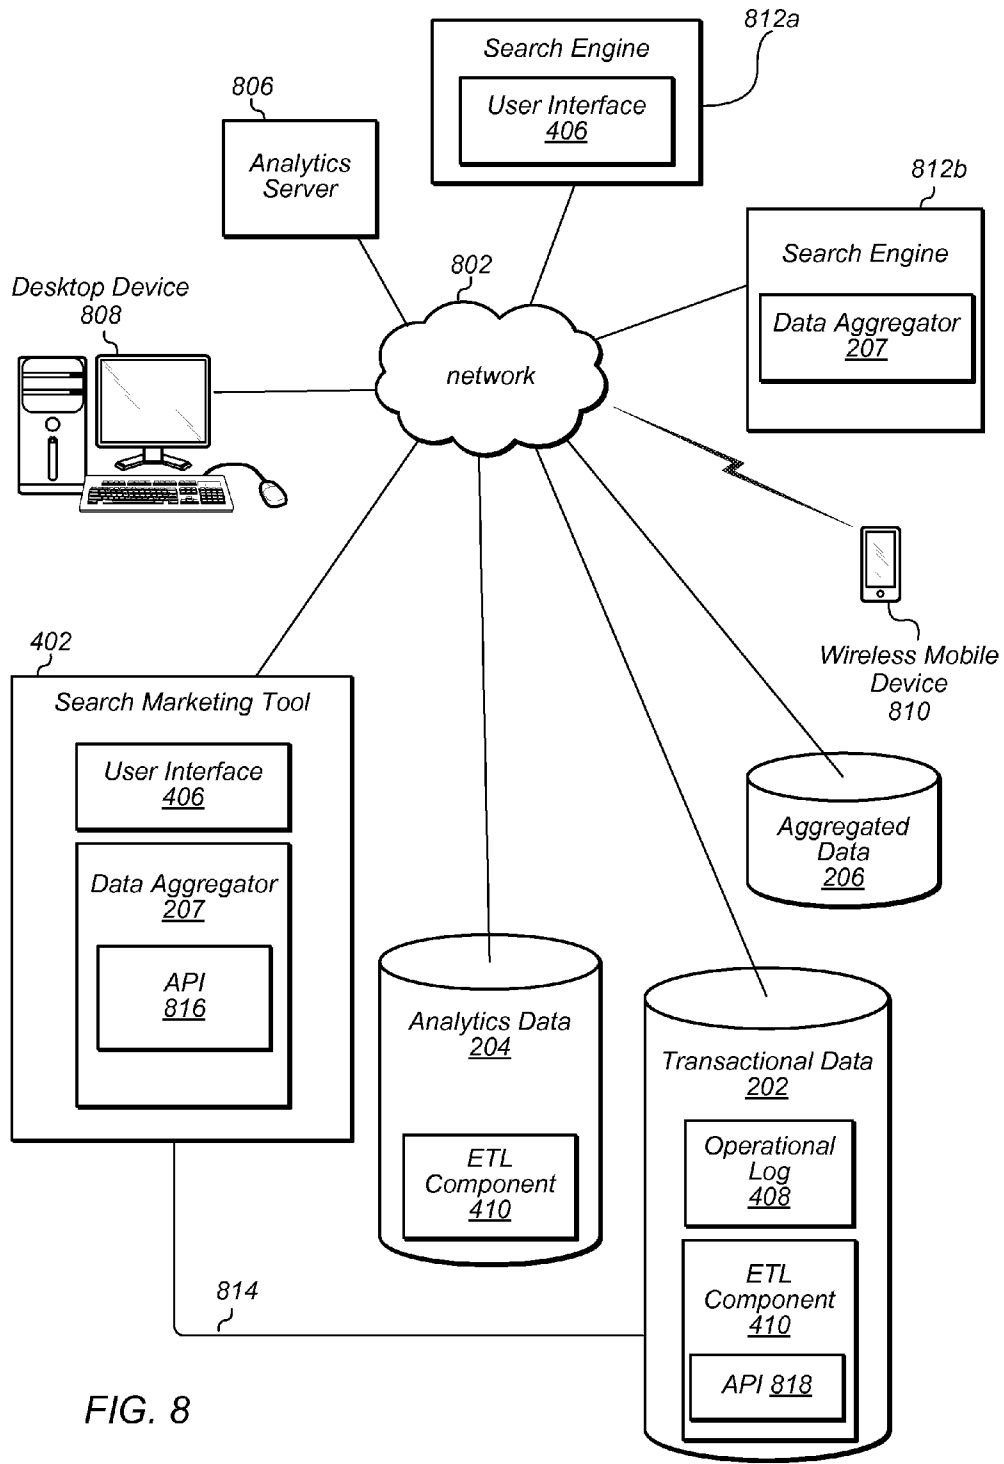 812a
Search Engine
User Interface
406
806
Analytics
Server
812b
Search Engine
Data Aggregator
207
802
network
Desktop Device
808
Wireless Mobile
Device
810
402
Search Marketing Tool
User Interface
406
Data Aggregator
207
API
816
Aggregated
Data
206
Analytics Data
204
ETL
Component
410
Transactional Data
202
Operational
Log
408
ETL
Component
410
API 818
814
FIG. 8